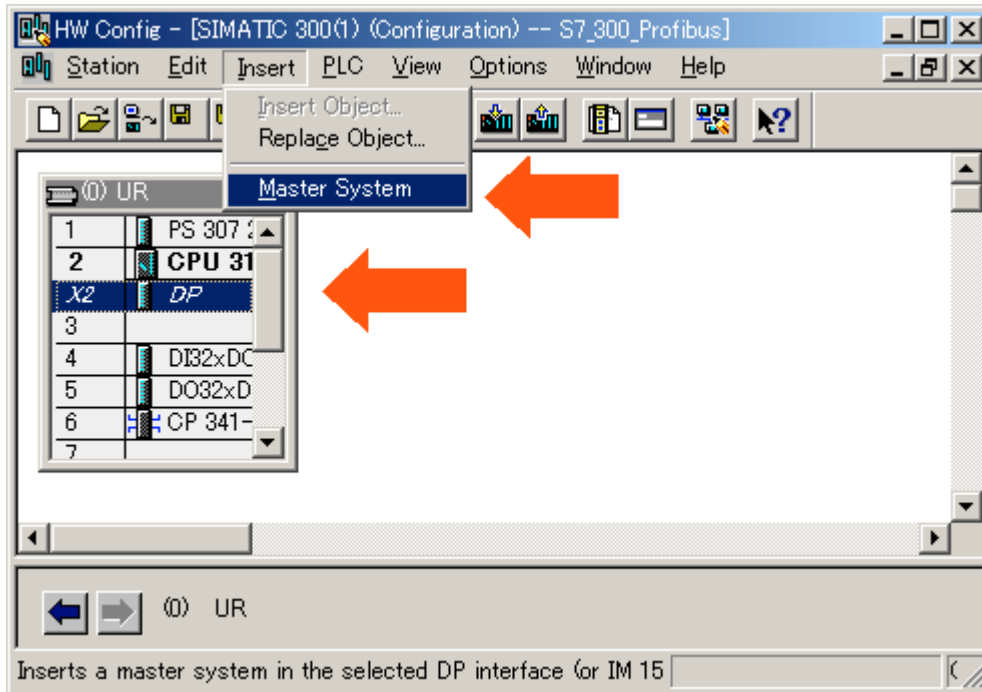 HW Config - [SIMATIC 300(1) (Configuration) -- S7_300_Profibus]
Station Edit Insert PLC View Options Window Help
Insert Object...
Replace Object...
Master System
(0) UR
1 PS 307 2
2 CPU 31
X2 DP
3
4 DI32xDO
5 DO32xD
6 CP 341-
7
(0) UR
Inserts a master system in the selected DP interface (or IM 15